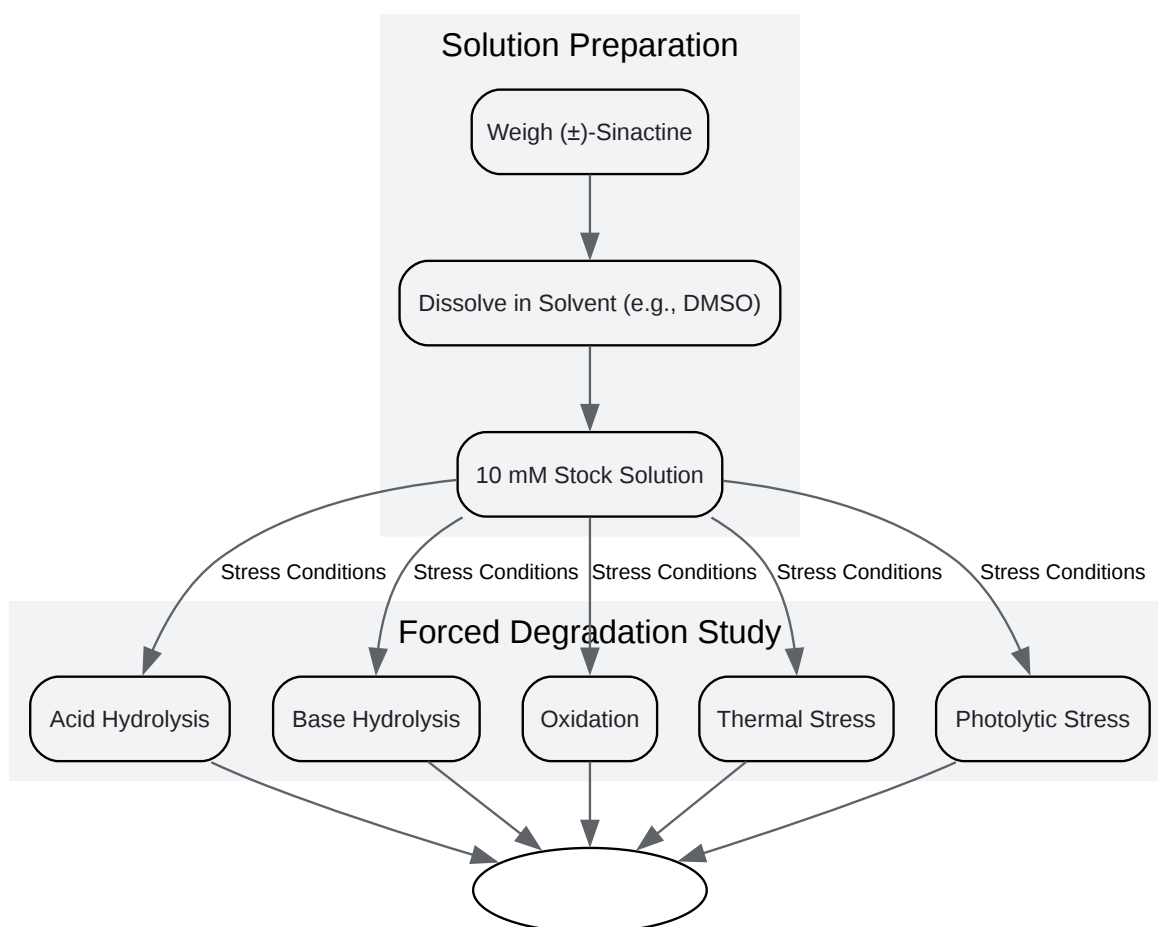 Solution Preparation
Weigh (±)-Sinactine
Dissolve in Solvent (e.g., DMSO)
10 mM Stock Solution
Stress Conditions
Stress Conditions
Stress Conditions
Stress Conditions
Stress Conditions
Forced Degradation Study
Acid Hydrolysis
Base Hydrolysis
Oxidation
Thermal Stress
Photolytic Stress